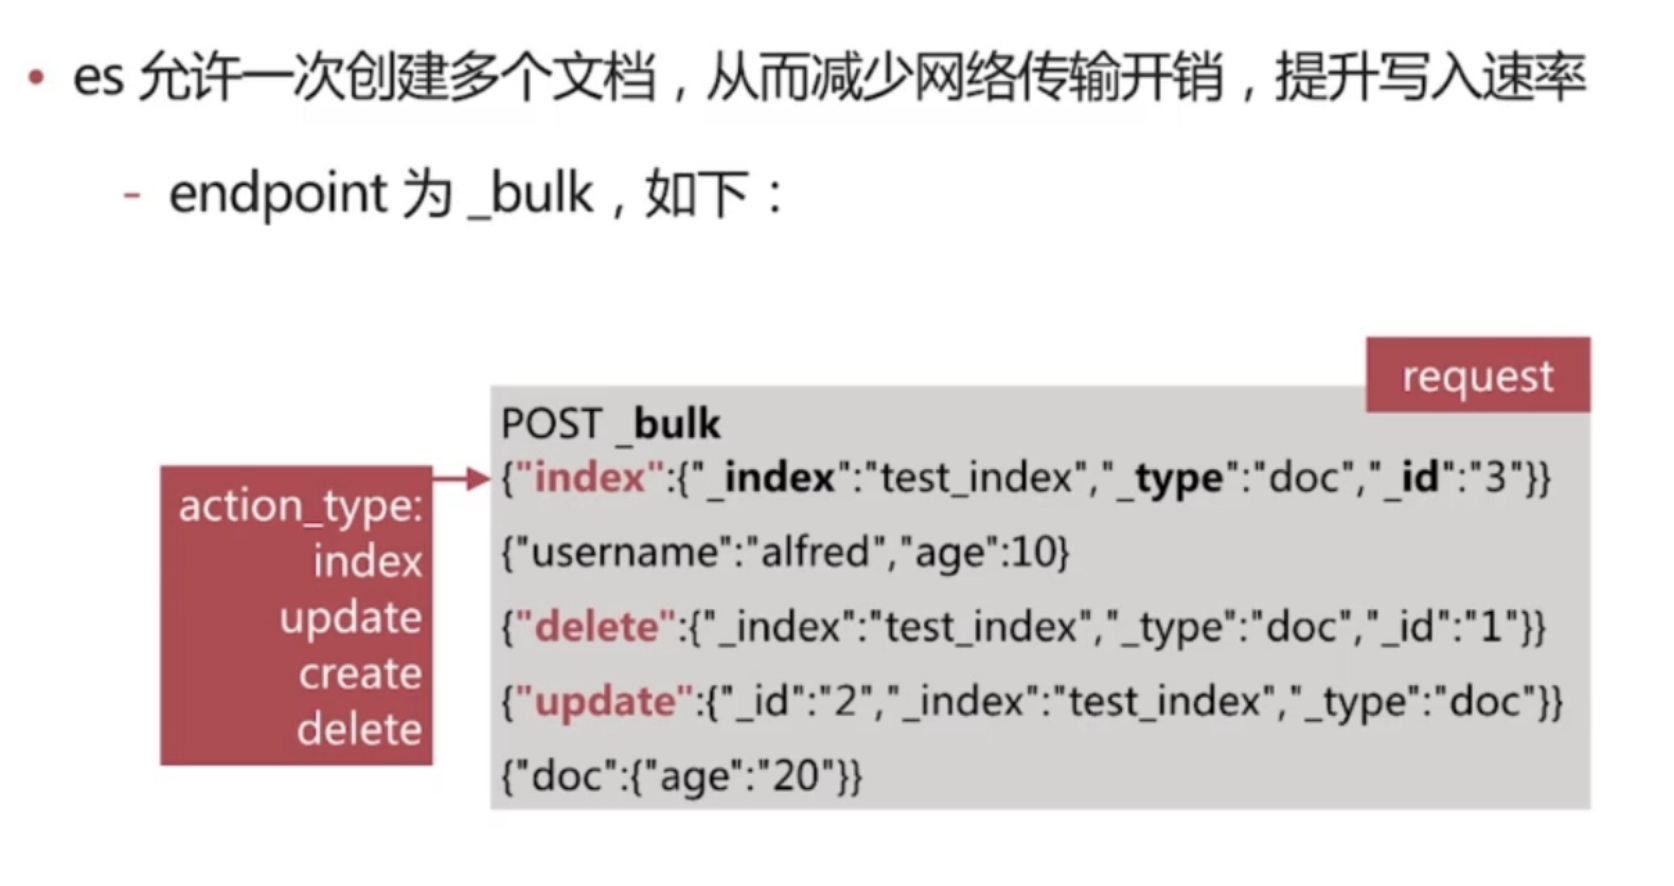 • es 允许一次创建多个文档，从而减少网络传输开销，提升写入速率
- endpoint 为 _bulk，如下：
request
POST _bulk
{"index":{"_index":"test_index","_type":"doc","_id":"3"}}
{"username":"alfred","age":10}
{"delete":{"_index":"test_index","_type":"doc","_id":"1"}}
{"update":{"_id":"2","_index":"test_index","_type":"doc"}}
{"doc":{"age":"20"}}
action_type:
index
update
create
delete